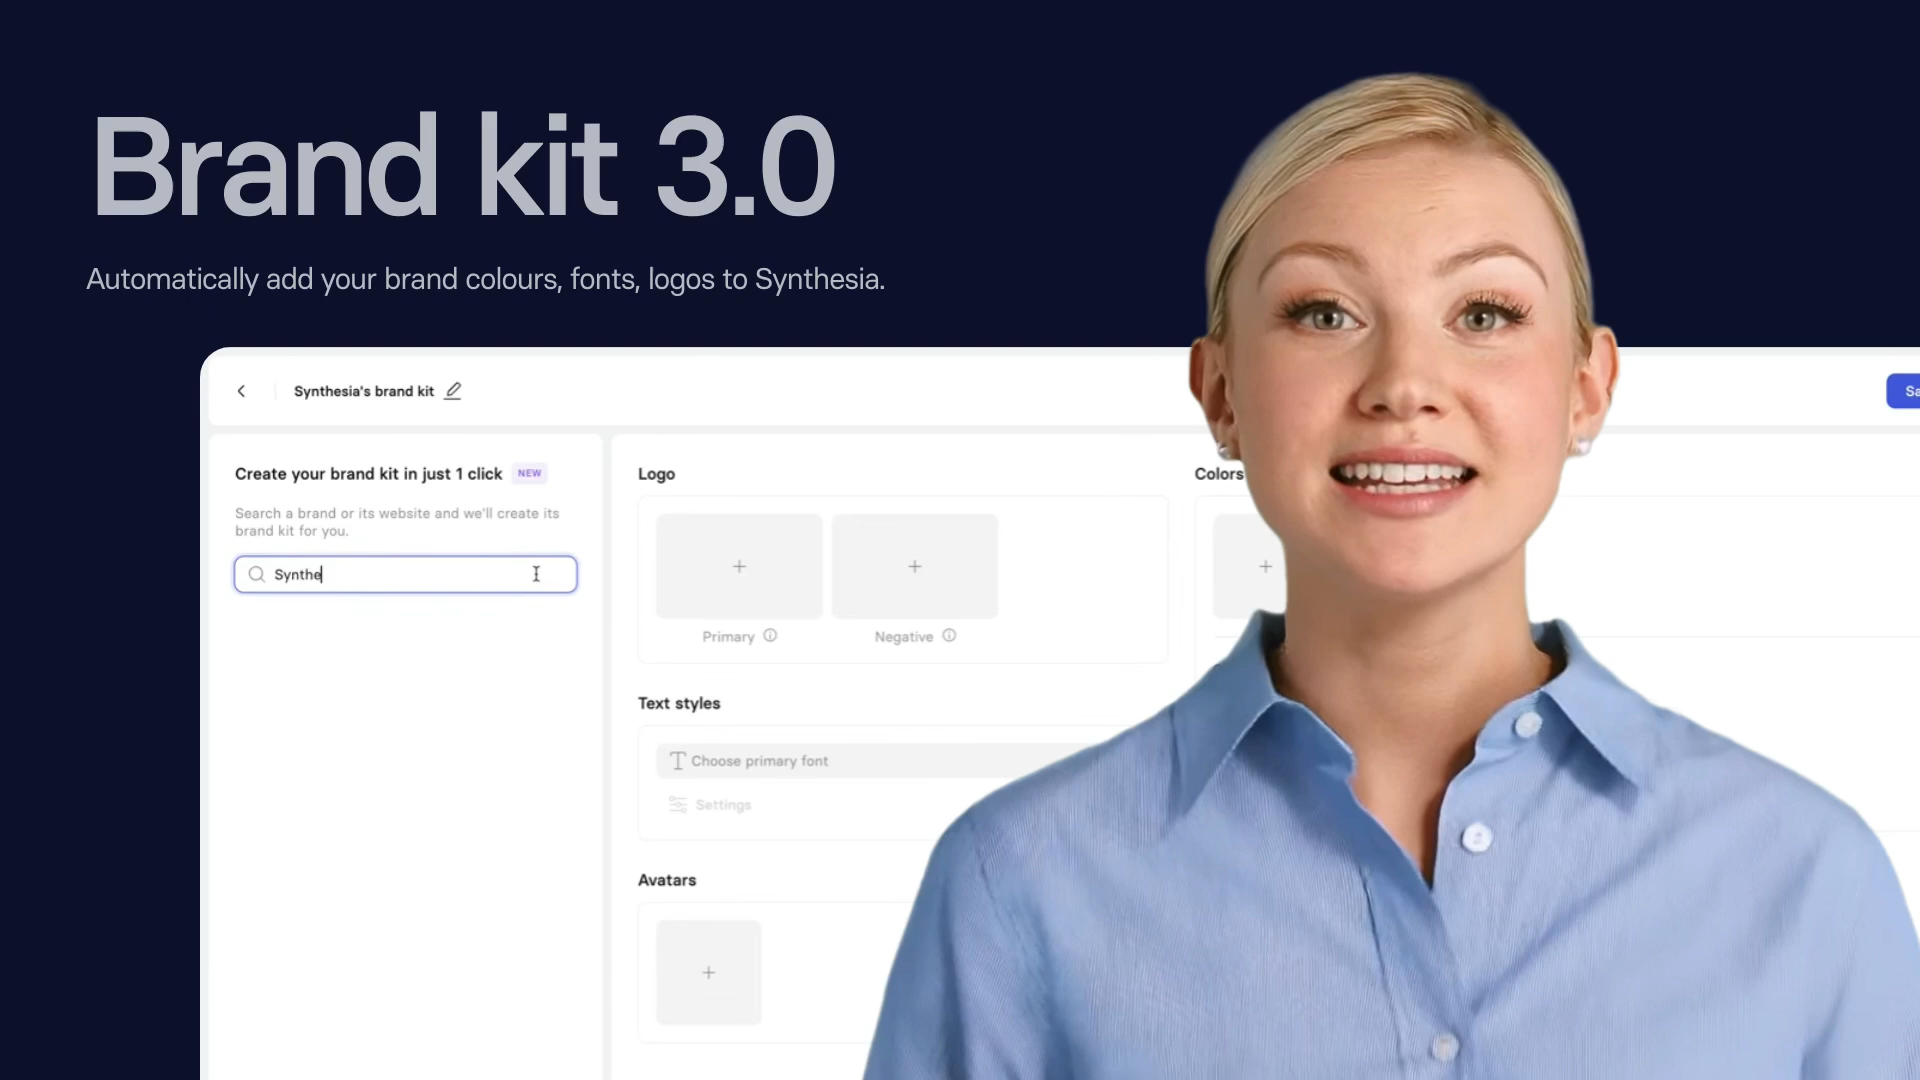 Brand kit 3.0
Automatically add your brand colours, fonts, logos to Synthesia.
Synthesia's brand kit
Create your brand kit in just 1 click NEW
Search a brand or its website and we'll create its
brand kit for you.
Synthe
Logo
Primary
Negative
Colors
Text styles
Choose primary font
Settings
Avatars